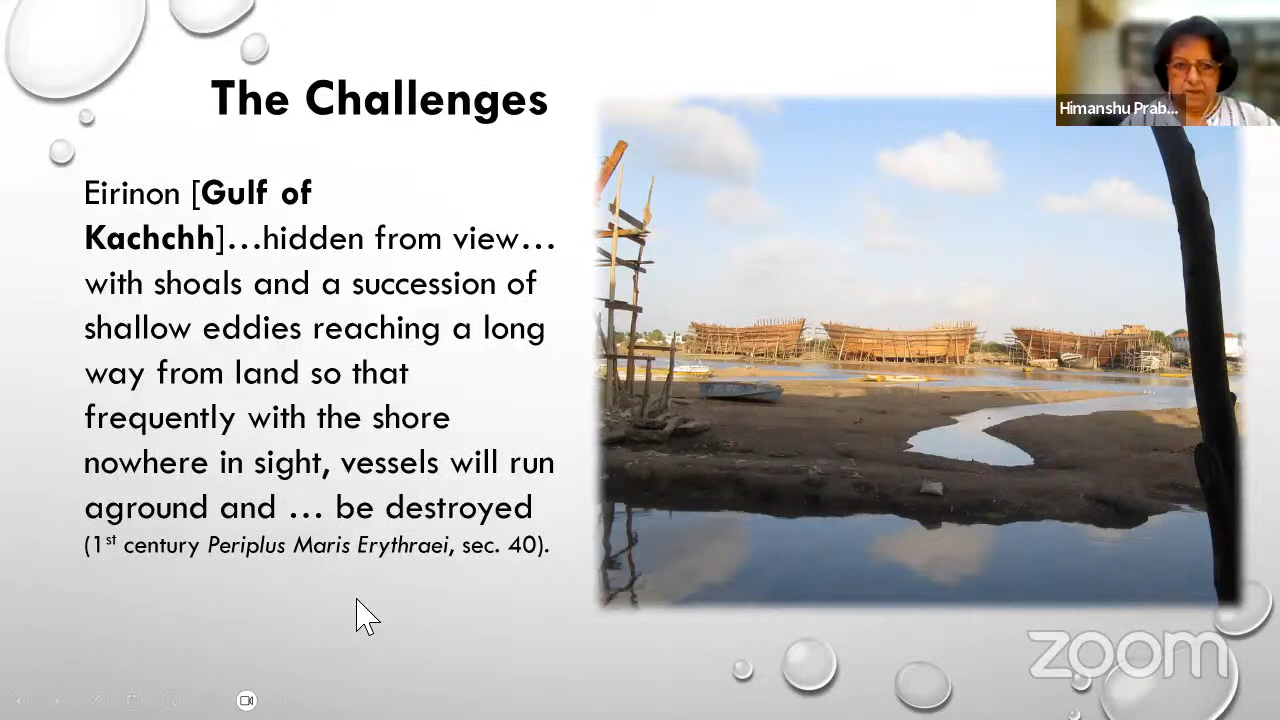 The Challenges
Himanshu Prab...
Eirinon [Gulf of
Kachchh]...hidden from view...
with shoals and a succession of
shallow eddies reaching a long
way from land so that
frequently with the shore
nowhere in sight, vessels will run
aground and ... be destroyed
(1st century Periplus Maris Erythraei, sec. 40).
zoom